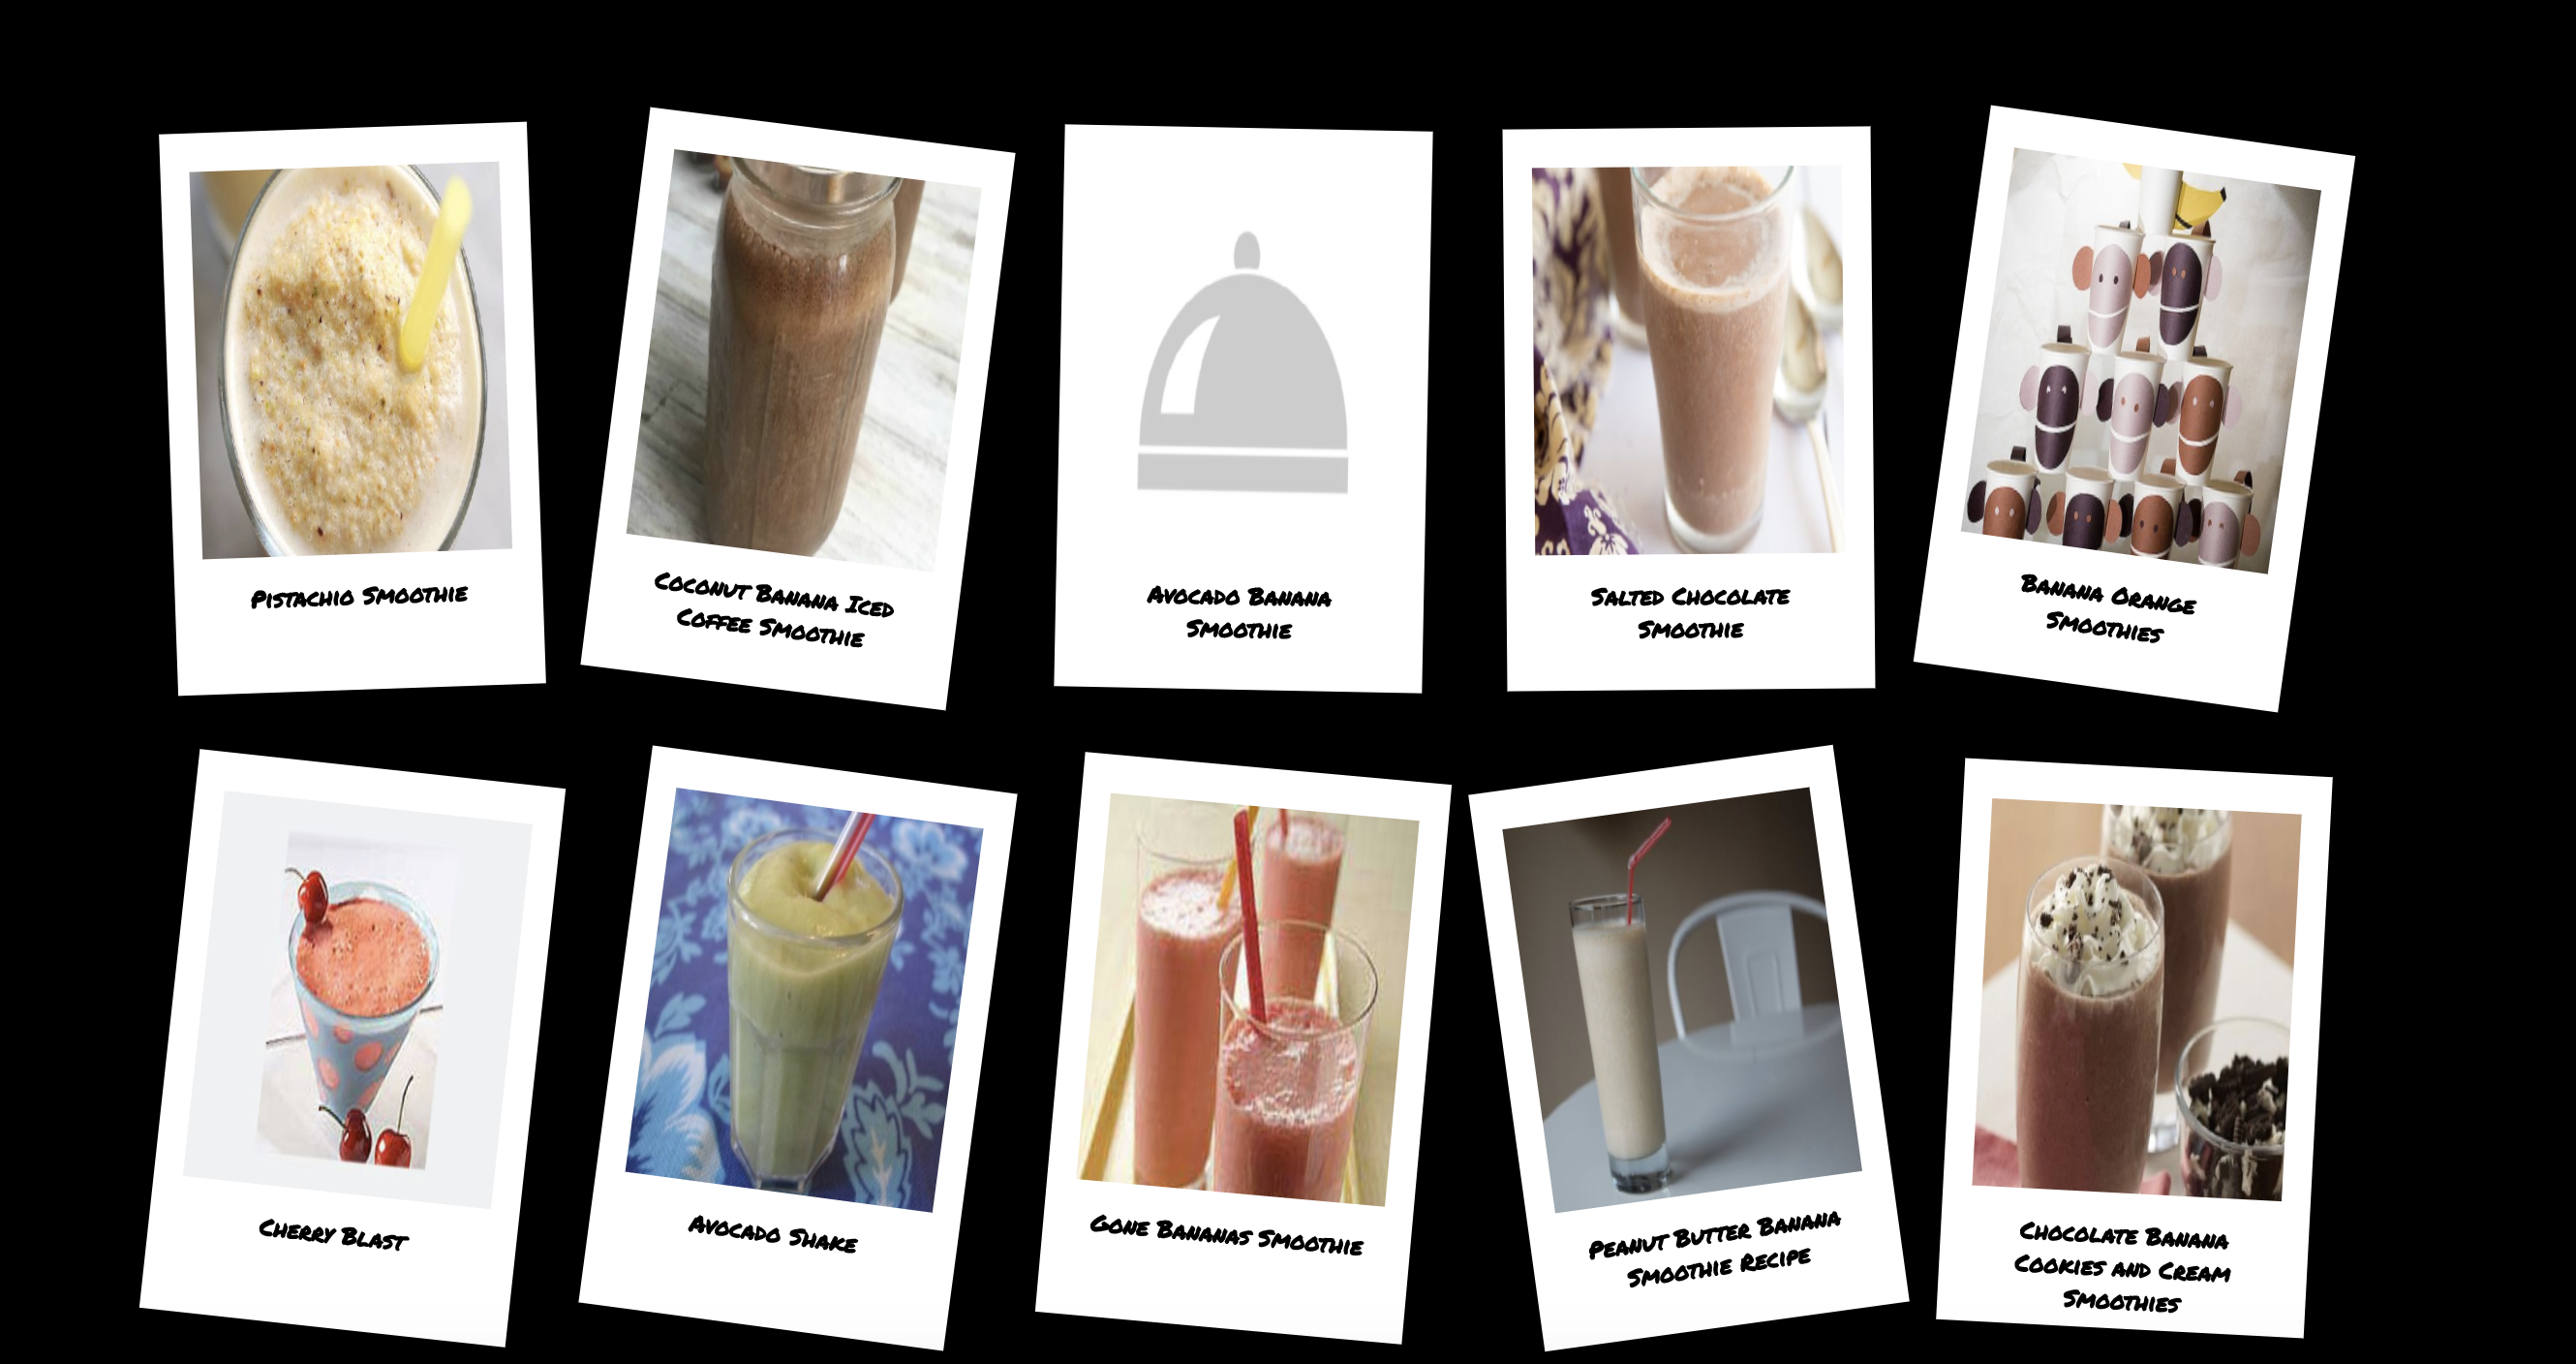 Pistachio Smoothie
Coconut Banana Iced
Coffee Smoothie
Avocado Banana
Smoothie
Salted Chocolate
Smoothie
Banana Orange
Smoothies
Cherry Blast
Avocado Shake
Gone Bananas Smoothie
Peanut Butter Banana
Smoothie Recipe
Chocolate Banana
Cookies and Cream
Smoothies